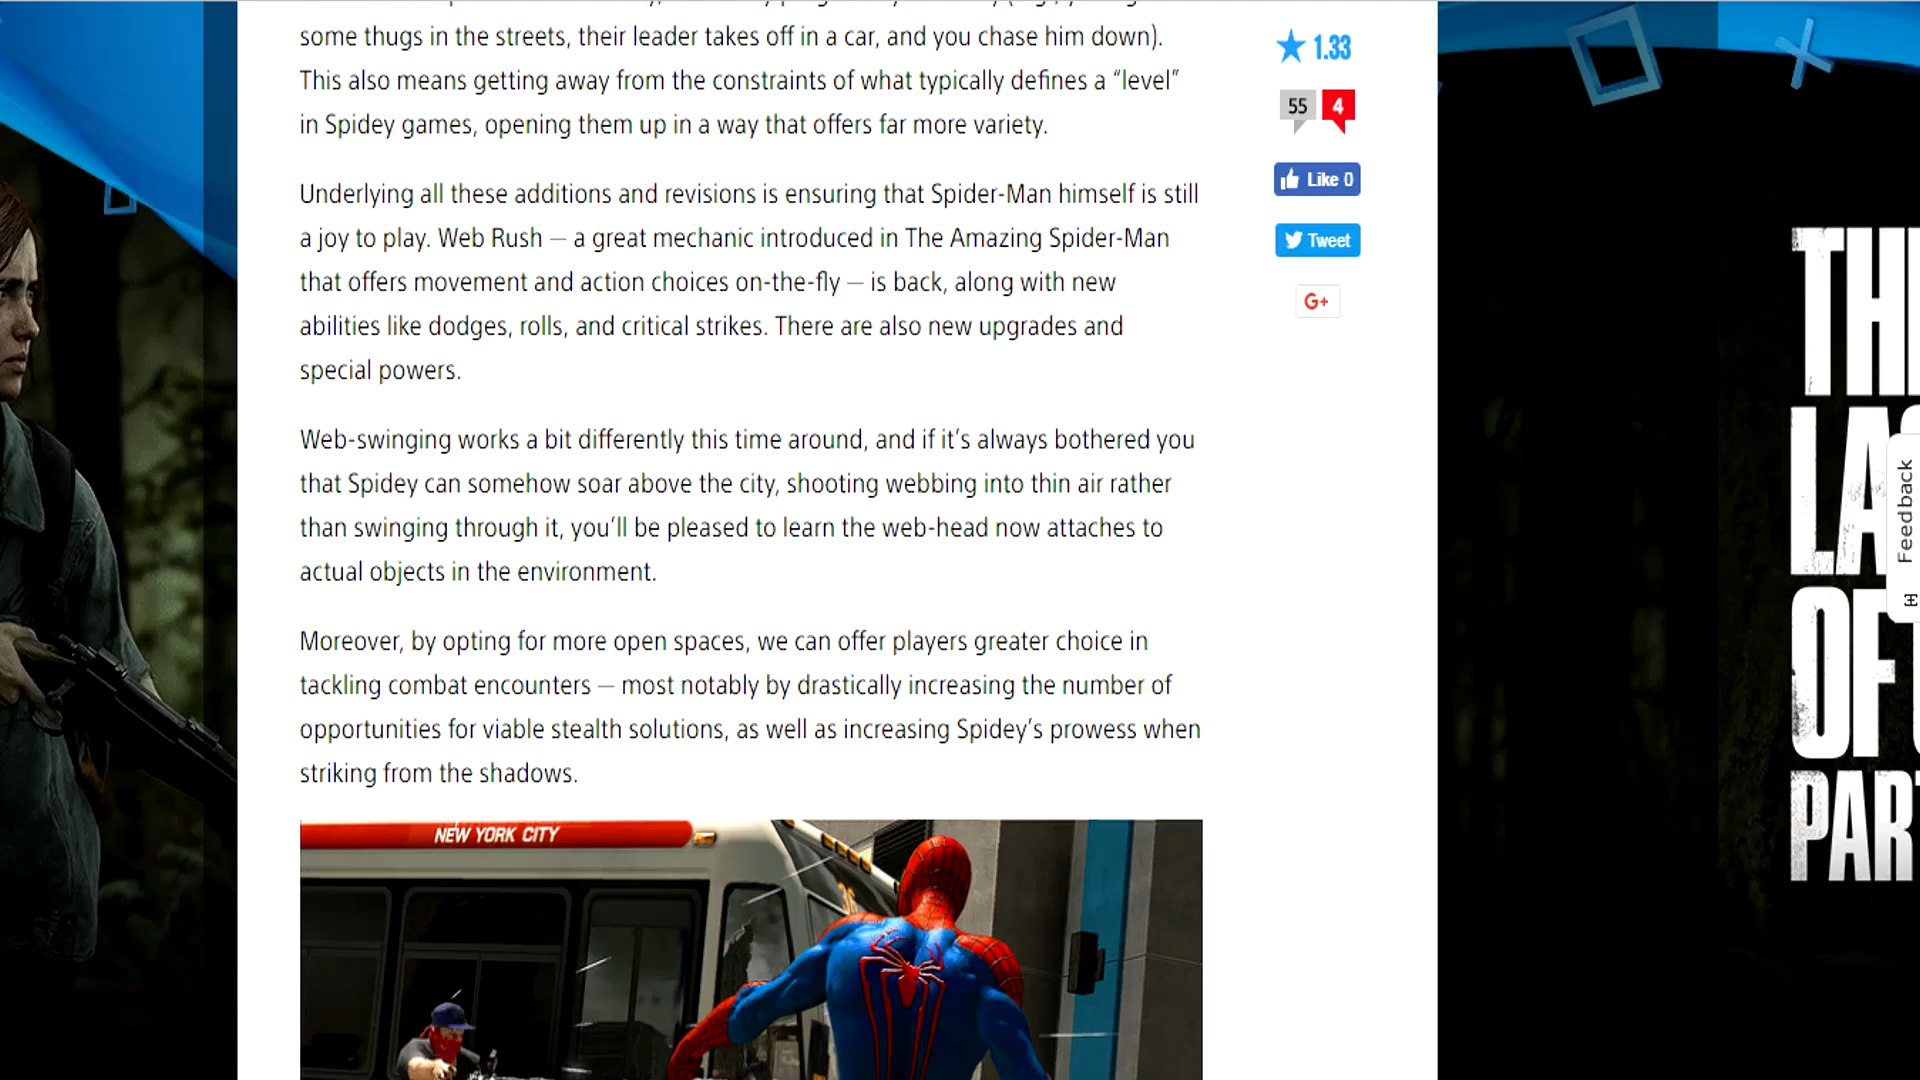 some thugs in the streets, their leader takes off in a car, and you chase him down).
This also means getting away from the constraints of what typically defines a “level”
in Spidey games, opening them up in a way that offers far more variety.
Underlying all these additions and revisions is ensuring that Spider-Man himself is still
a joy to play. Web Rush — a great mechanic introduced in The Amazing Spider-Man
that offers movement and action choices on-the-fly — is back, along with new
abilities like dodges, rolls, and critical strikes. There are also new upgrades and
special powers.
Web-swinging works a bit differently this time around, and if it’s always bothered you
that Spidey can somehow soar above the city, shooting webbing into thin air rather
than swinging through it, you’ll be pleased to learn the web-head now attaches to
actual objects in the environment.
Moreover, by opting for more open spaces, we can offer players greater choice in
tackling combat encounters — most notably by drastically increasing the number of
opportunities for viable stealth solutions, as well as increasing Spidey’s prowess when
striking from the shadows.
NEW YORK CITY
1.33
55 4
Like 0
Tweet
G+
OF
Feedback